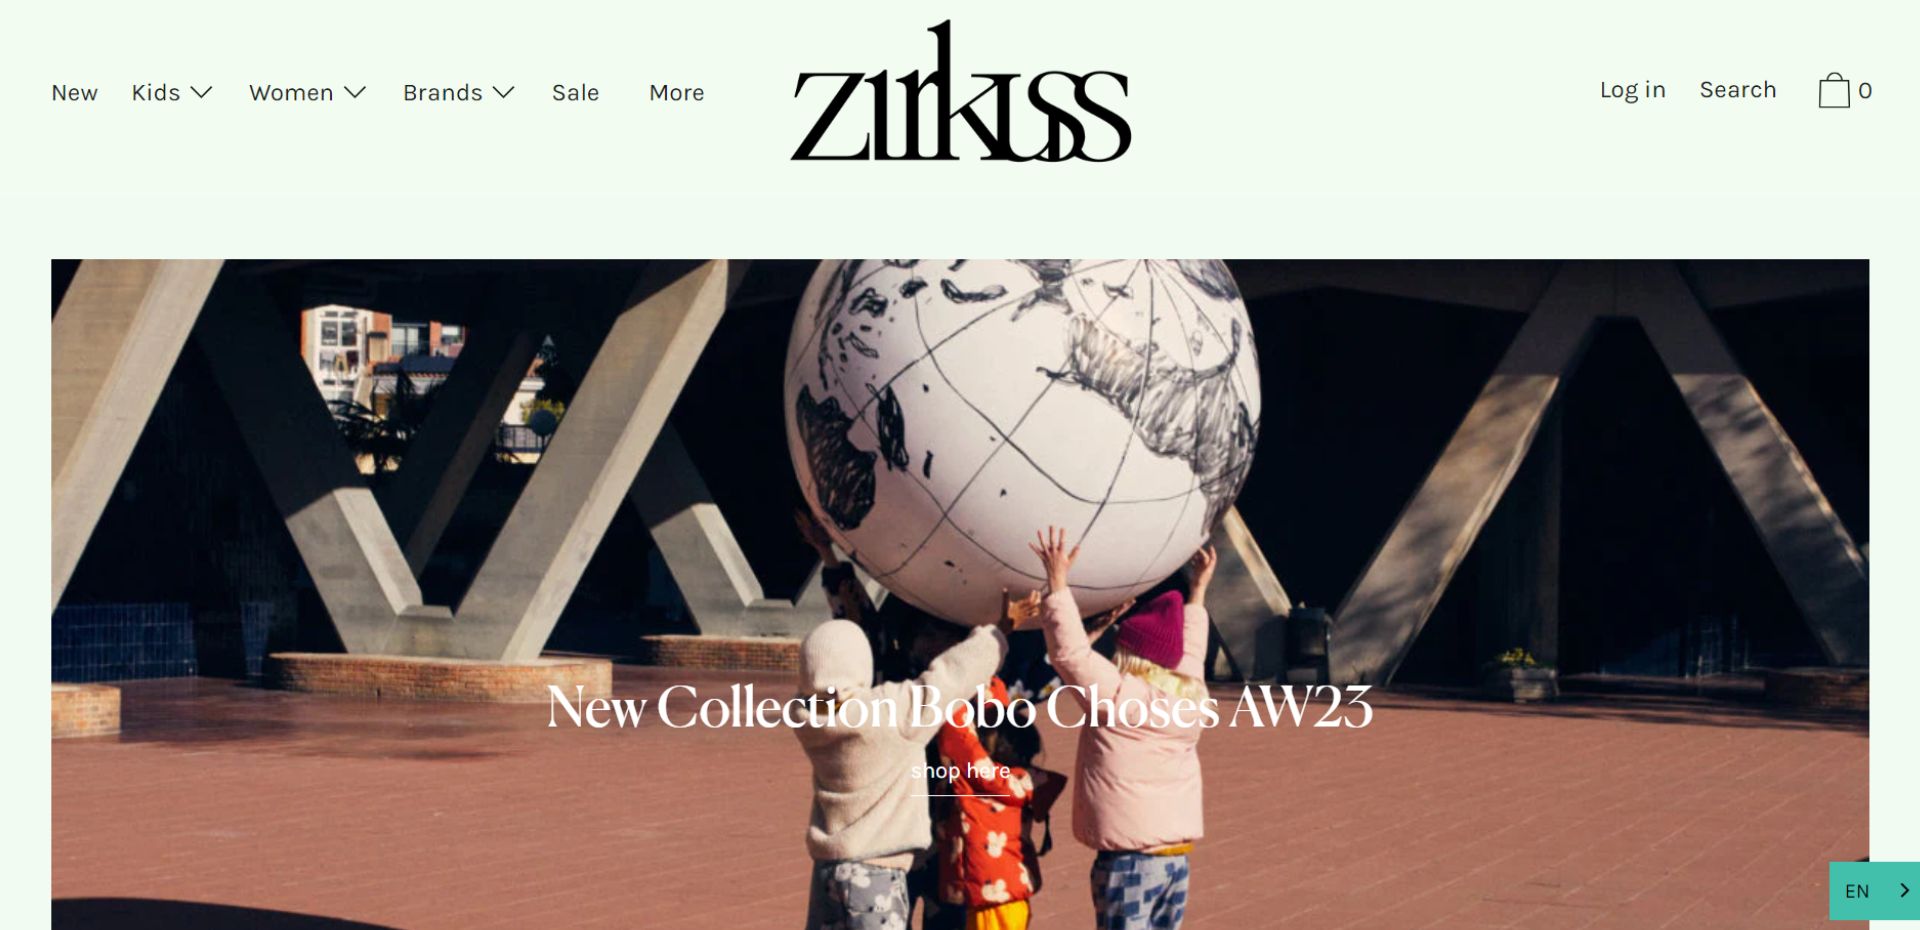 New
Kids
Women
Brands
Sale
More
zirkuss
Log in
Search
0
New Collection Bobo Choses AW23
shop here
EN